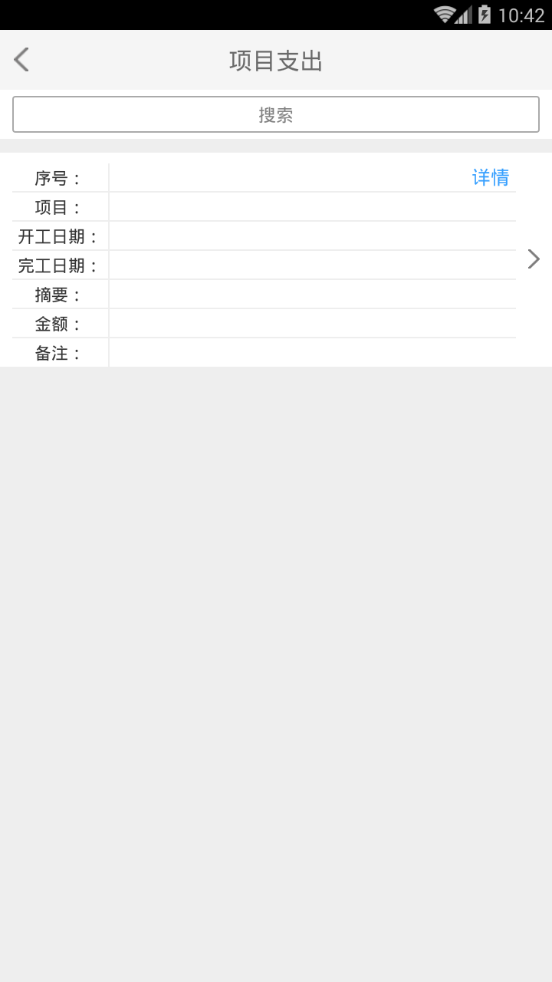 10:42
项目支出
搜索
序号： 详情
项目：
开工日期：
完工日期：
摘要：
金额：
备注：